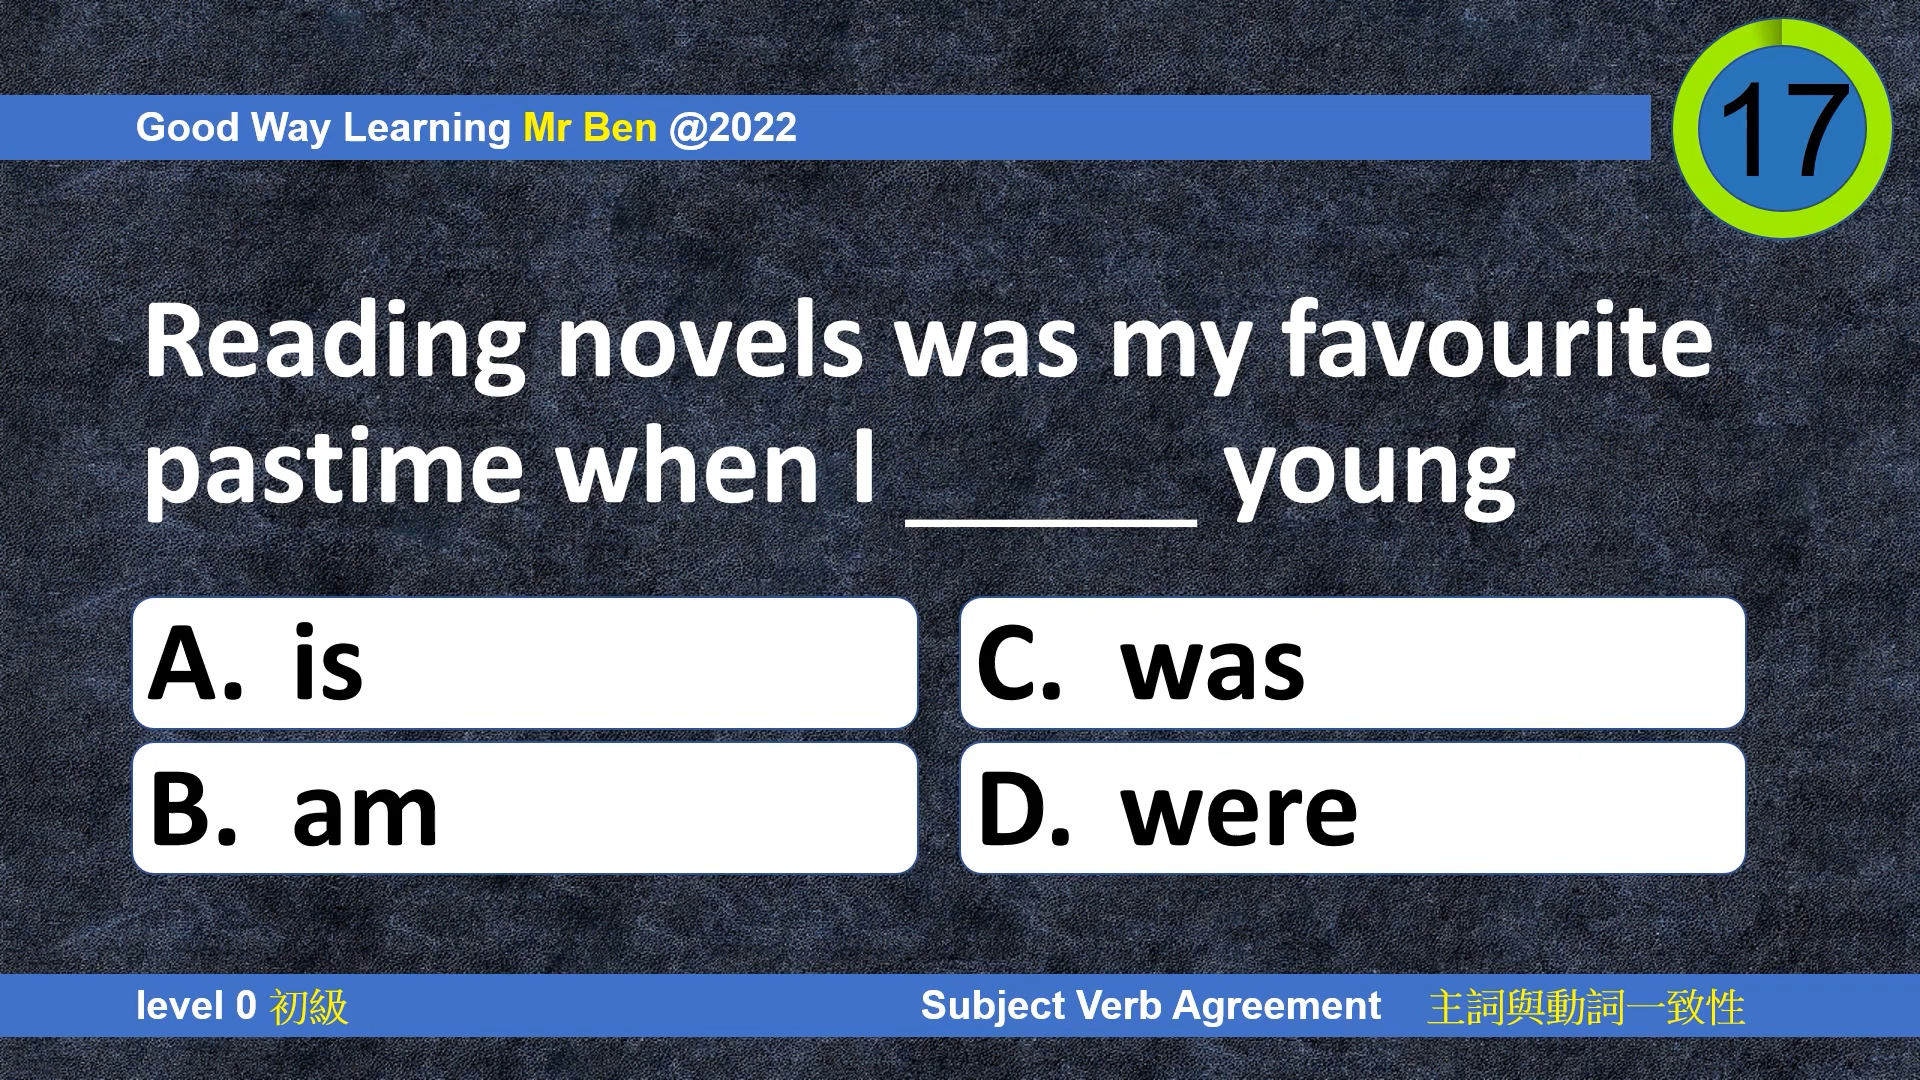 Good Way Learning Mr Ben @2022
17
Reading novels was my favourite
pastime when I ______ young
A. is
C. was
B. am
D. were
level 0 初級
Subject Verb Agreement 主詞與動詞一致性